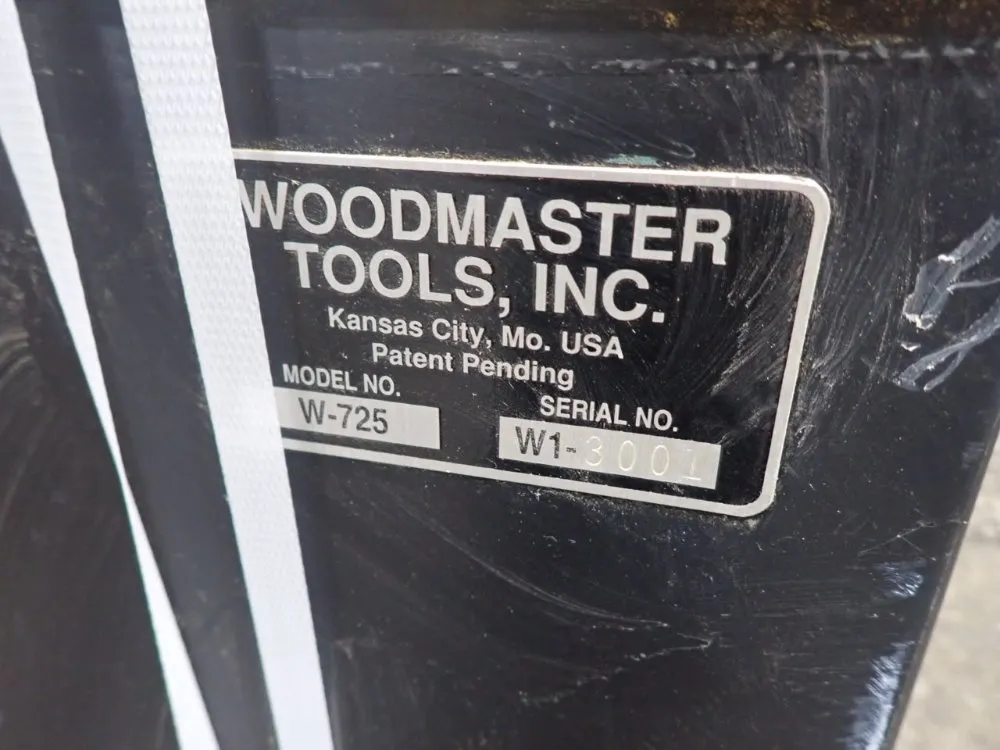 WOODMASTER
TOOLS, INC.
Kansas City, Mo. USA
Patent Pending
MODEL NO.
W-725
SERIAL NO.
W1-3001